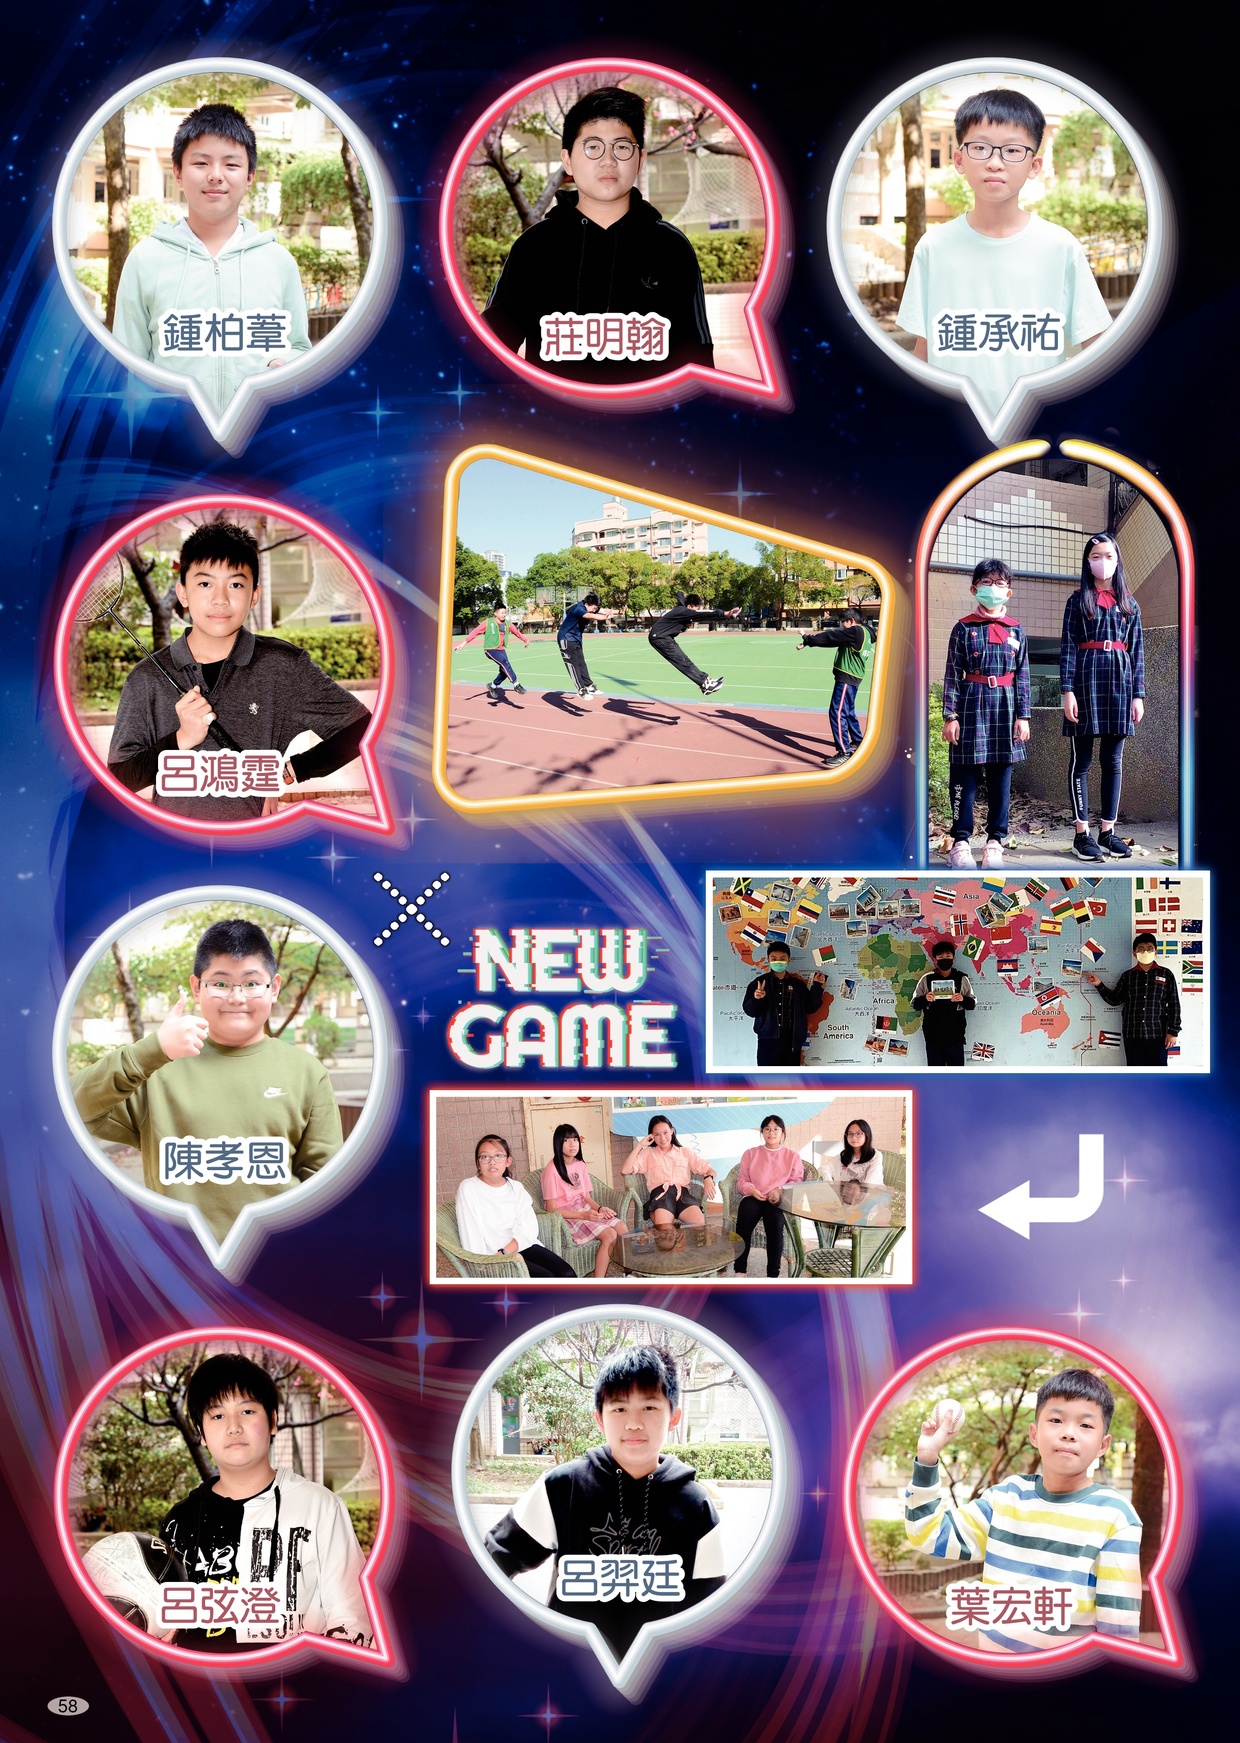 鍾柏葦
莊明翰
鍾承祐
呂鴻霆
NEW
GAME
Asia
Africa
South
America
Oceania
陳孝恩
呂弦澄
呂羿廷
葉宏軒
58